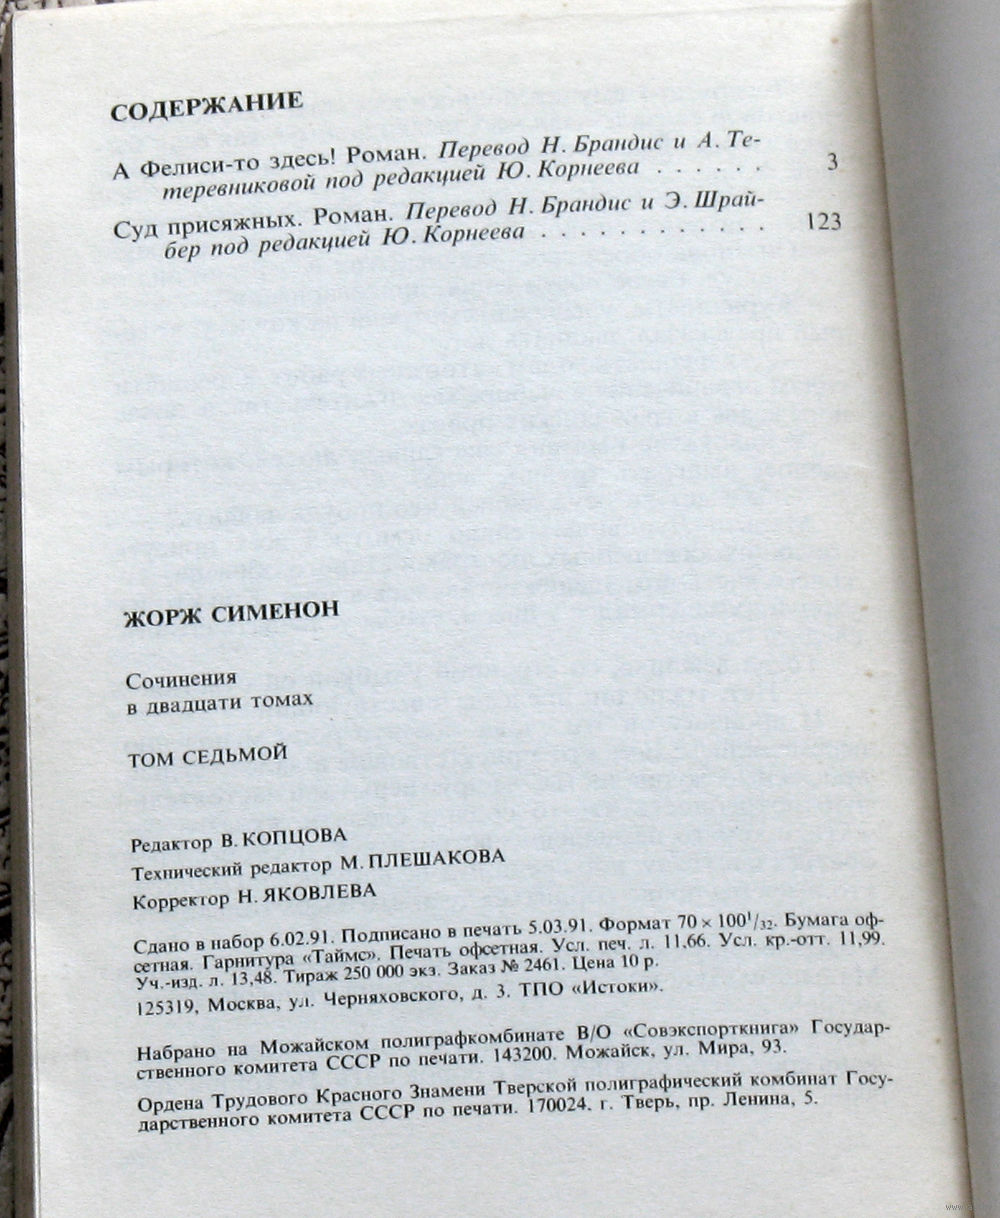 СОДЕРЖАНИЕ
А Фелиси-то здесь! Роман. Перевод Н. Брандис и А. Те-
теревниковой под редакцией Ю. Корнеева . . . . . . 3
Суд присяжных. Роман. Перевод Н. Брандис и Э. Шрай-
бер под редакцией Ю. Корнеева . . . . . . . . . . . . 123
ЖОРЖ СИМЕНОН
Сочинения
в двадцати томах
ТОМ СЕДЬМОЙ
Редактор В. КОПЦОВА
Технический редактор М. ПЛЕШАКОВА
Корректор Н. ЯКОВЛЕВА
Сдано в набор 6.02.91. Подписано в печать 5.03.91. Формат 70 × 100¹/₃₂. Бумага оф-
сетная. Гарнитура «Таймс». Печать офсетная. Усл. печ. л. 11,66. Усл. кр.-отт. 11,99.
Уч.-изд. л. 13,48. Тираж 250 000 экз. Заказ № 2461. Цена 10 р.
125319, Москва, ул. Черняховского, д. 3. ТПО «Истоки».
Набрано на Можайском полиграфкомбинате В/О «Совэкспорткнига» Государ-
ственного комитета СССР по печати. 143200. Можайск, ул. Мира, 93.
Ордена Трудового Красного Знамени Тверской полиграфический комбинат Госу-
дарственного комитета СССР по печати. 170024. г. Тверь, пр. Ленина, 5.